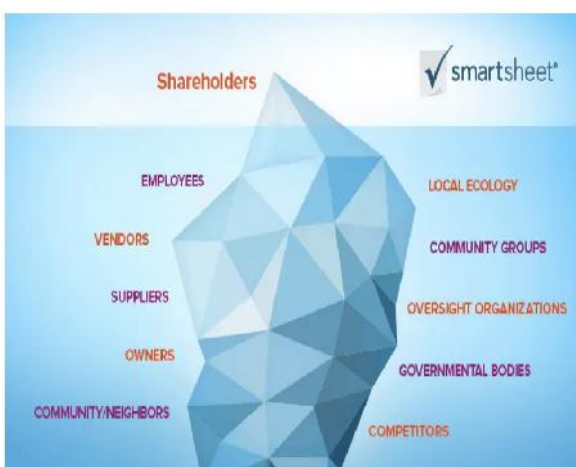 Shareholders
smartsheet®
EMPLOYEES
LOCAL ECOLOGY
VENDORS
COMMUNITY GROUPS
SUPPLIERS
OVERSIGHT ORGANIZATIONS
OWNERS
GOVERNMENTAL BODIES
COMMUNITY/NEIGHBORS
COMPETITORS